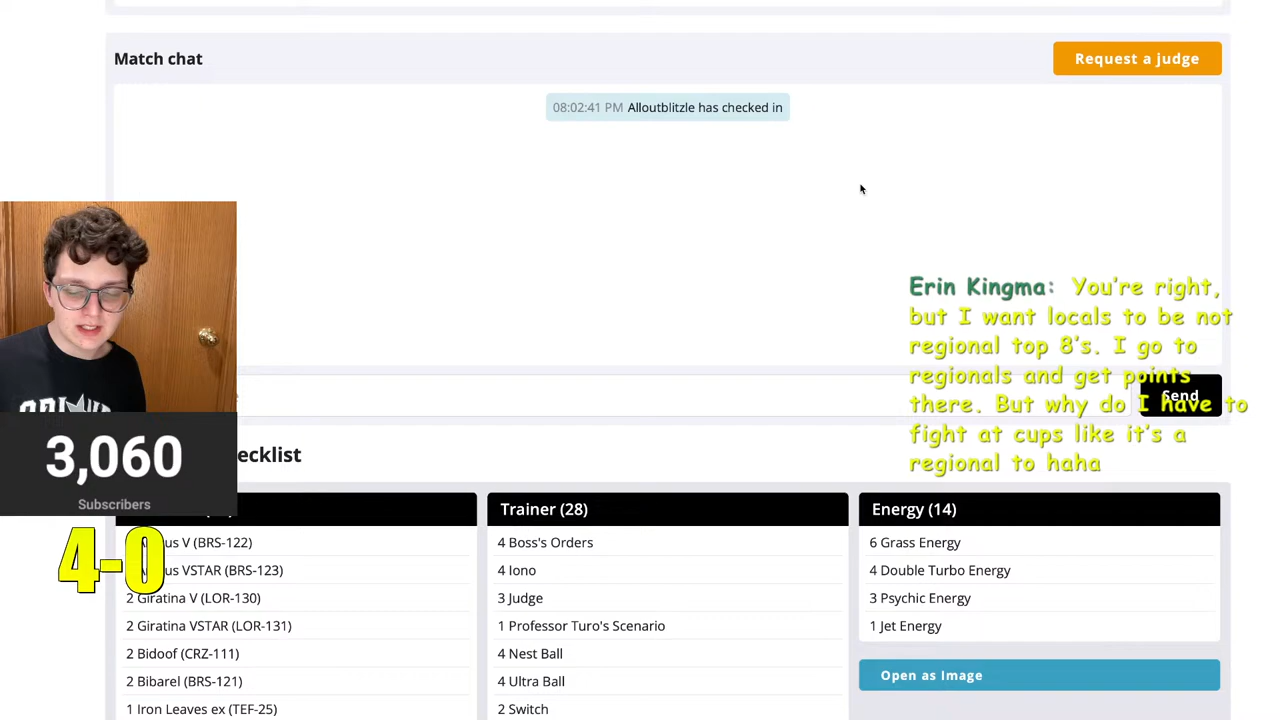 Match chat
Request a judge
08:02:41 PM Alloutblitzle has checked in
Erin Kingma: You're right,
but I want locals to be not
regional top 8's. I go to
regionals and get points
there. But why do I have to
fight at cups like it's a
regional to haha
Send
3,060
Subscribers
4-0
ecklist
Trainer (28)
Energy (14)
us V (BRS-122)
us VSTAR (BRS-123)
2 Giratina V (LOR-130)
2 Giratina VSTAR (LOR-131)
2 Bidoof (CRZ-111)
2 Bibarel (BRS-121)
1 Iron Leaves ex (TEF-25)
4 Boss's Orders
4 Iono
3 Judge
1 Professor Turo's Scenario
4 Nest Ball
4 Ultra Ball
2 Switch
6 Grass Energy
4 Double Turbo Energy
3 Psychic Energy
1 Jet Energy
Open as Image